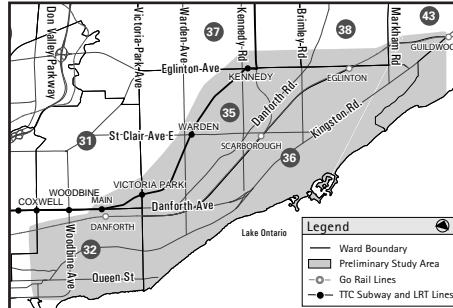 Don Valley Parkway
Victoria Park Ave
Warden Ave
Kennedy Rd
Brimley Rd
Markham Rd
37
38
43
GUILDWOOD
Eglinton Ave
KENNEDY
EGLINTON
Danforth Rd.
Kingston Rd.
35
St Clair Ave E
WARDEN
31
SCARBOROUGH
36
VICTORIA PARK
WOODBINE
COXWELL
MAIN
Danforth Ave
DANFORTH
Lake Ontario
32
Woodbine Ave
Queen St
Legend
Ward Boundary
Preliminary Study Area
Go Rail Lines
TTC Subway and LRT Lines